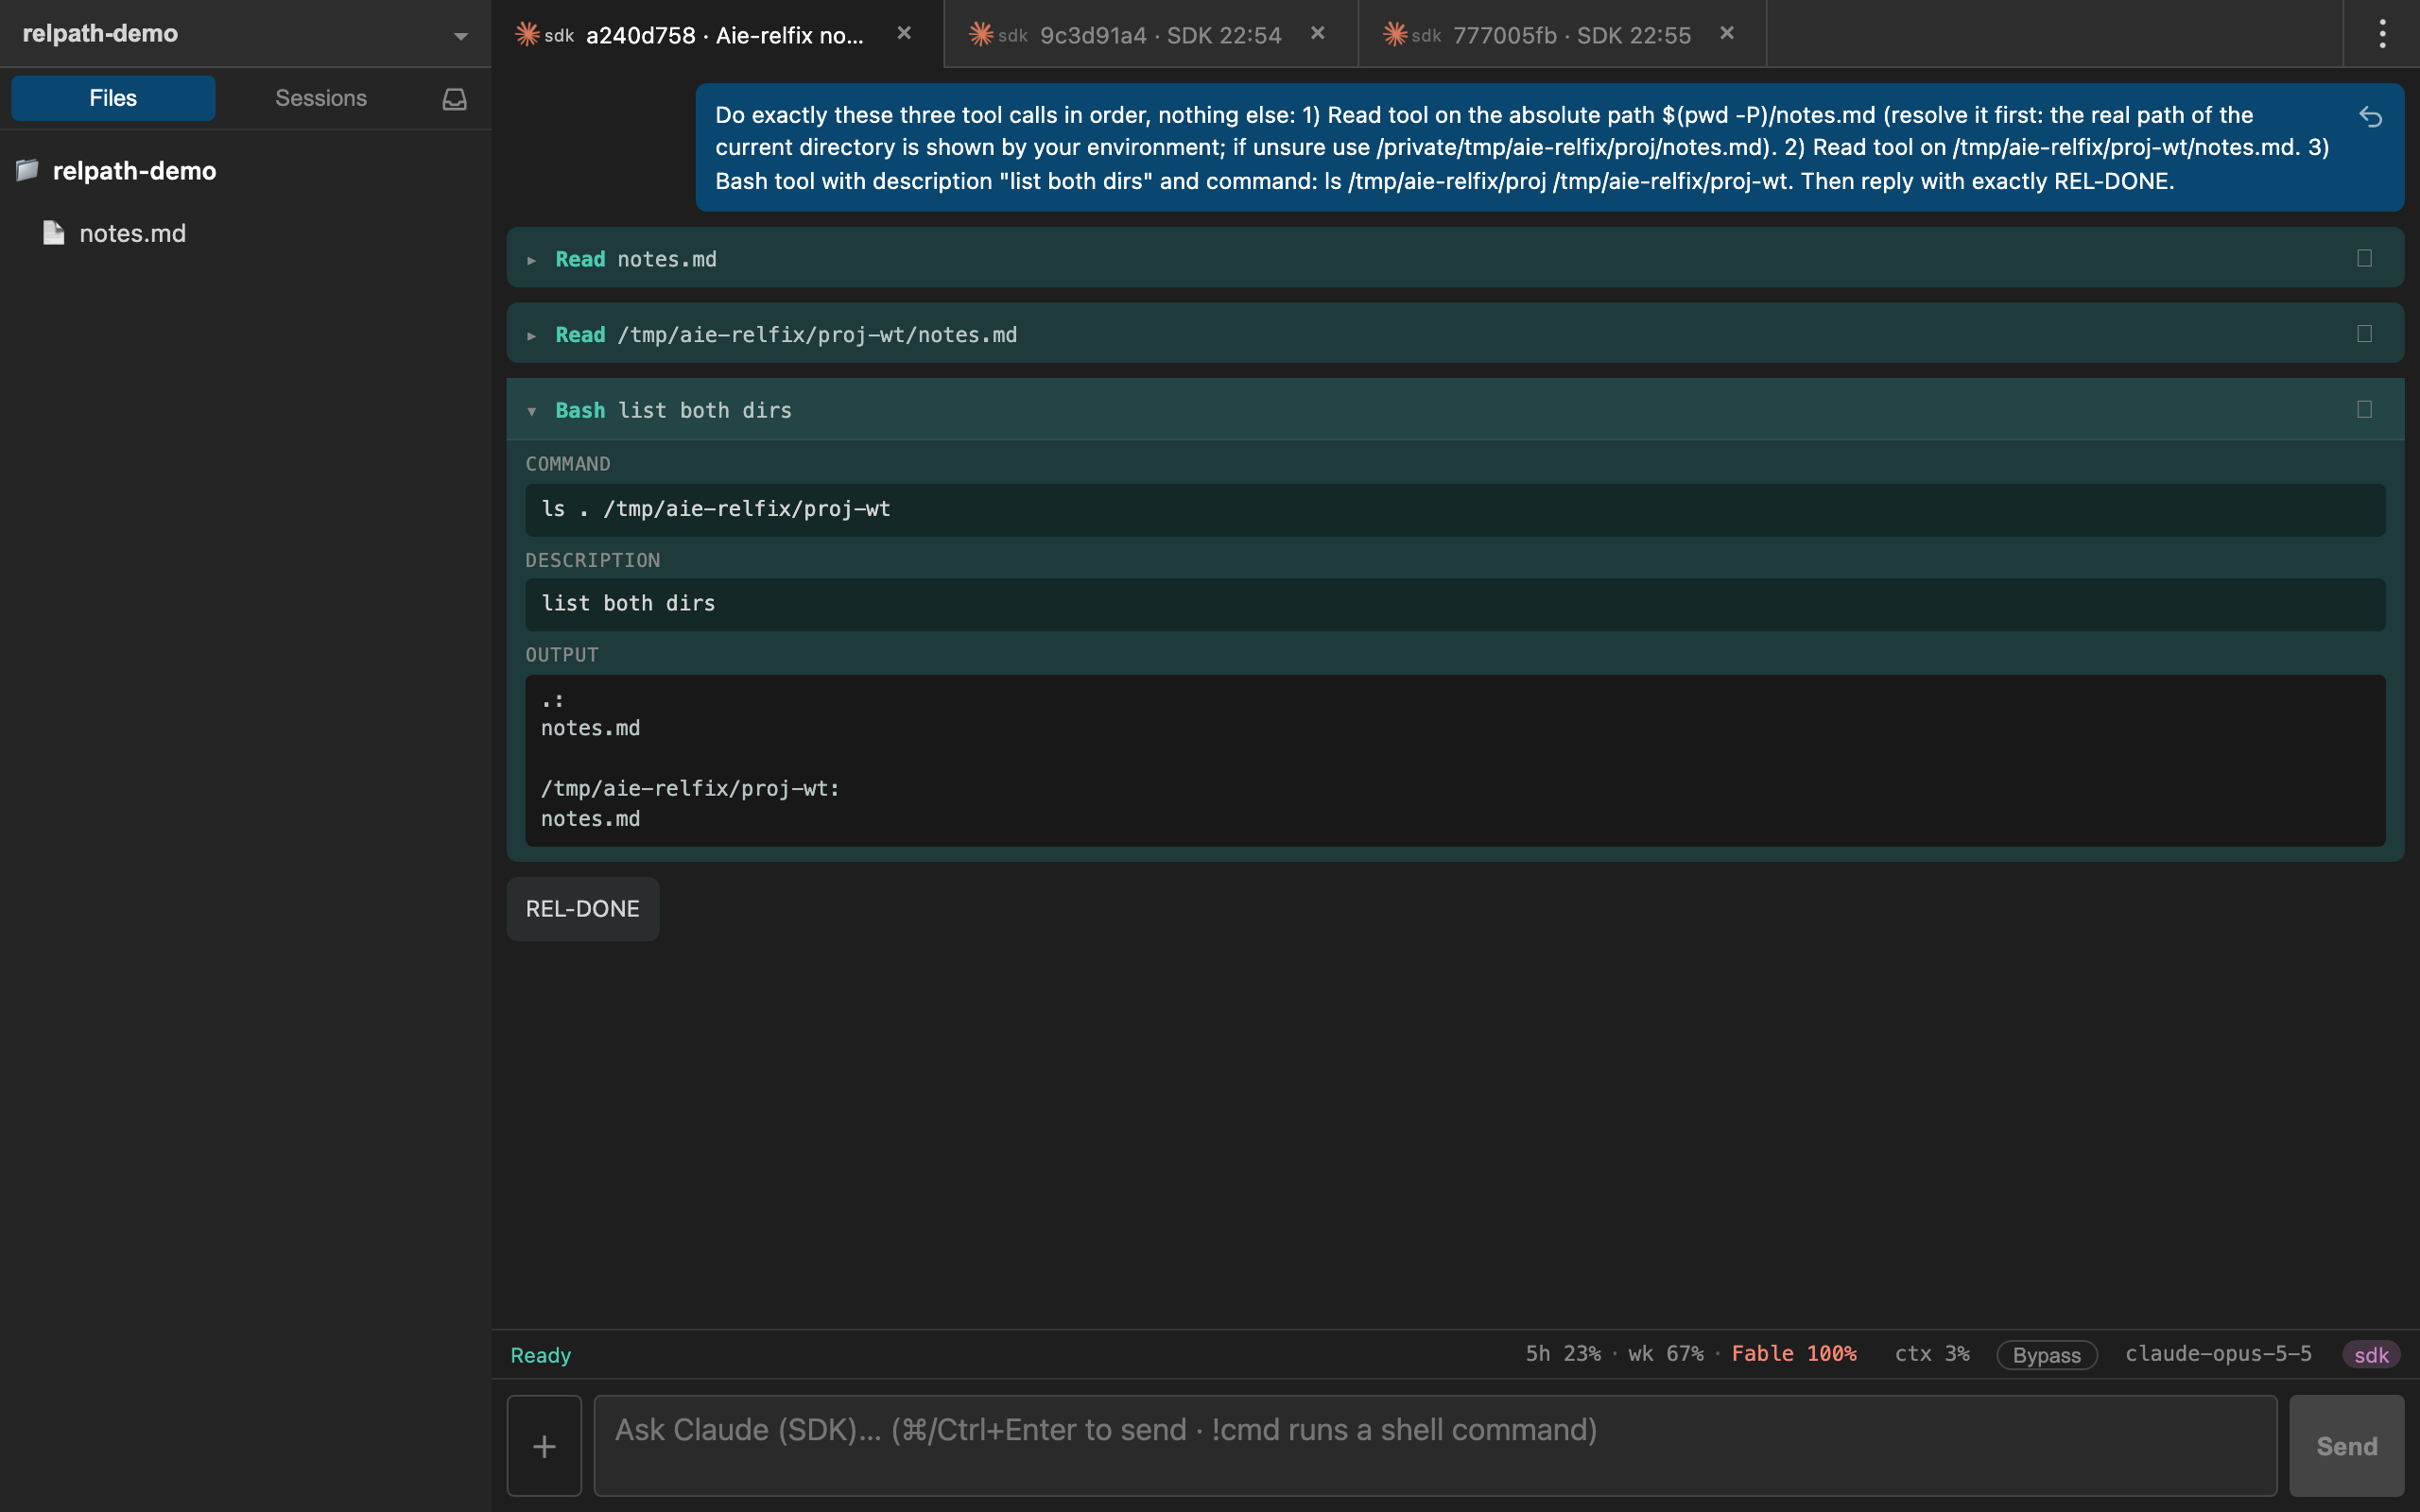 relpath-demo
sdk a240d758 · Aie-relfix no... ×
sdk 9c3d91a4 · SDK 22:54 ×
sdk 777005fb · SDK 22:55 ×
Files
Sessions
relpath-demo
notes.md
Do exactly these three tool calls in order, nothing else: 1) Read tool on the absolute path $(pwd -P)/notes.md (resolve it first: the real path of the
current directory is shown by your environment; if unsure use /private/tmp/aie-relfix/proj/notes.md). 2) Read tool on /tmp/aie-relfix/proj-wt/notes.md. 3)
Bash tool with description "list both dirs" and command: ls /tmp/aie-relfix/proj /tmp/aie-relfix/proj-wt. Then reply with exactly REL-DONE.
Read notes.md
Read /tmp/aie-relfix/proj-wt/notes.md
Bash list both dirs
COMMAND
ls . /tmp/aie-relfix/proj-wt
DESCRIPTION
list both dirs
OUTPUT
.:
notes.md
/tmp/aie-relfix/proj-wt:
notes.md
REL-DONE
Ready
5h 23% · wk 67% · Fable 100% ctx 3% Bypass claude-opus-5-5 sdk
+
Ask Claude (SDK)... (⌘/Ctrl+Enter to send · !cmd runs a shell command)
Send